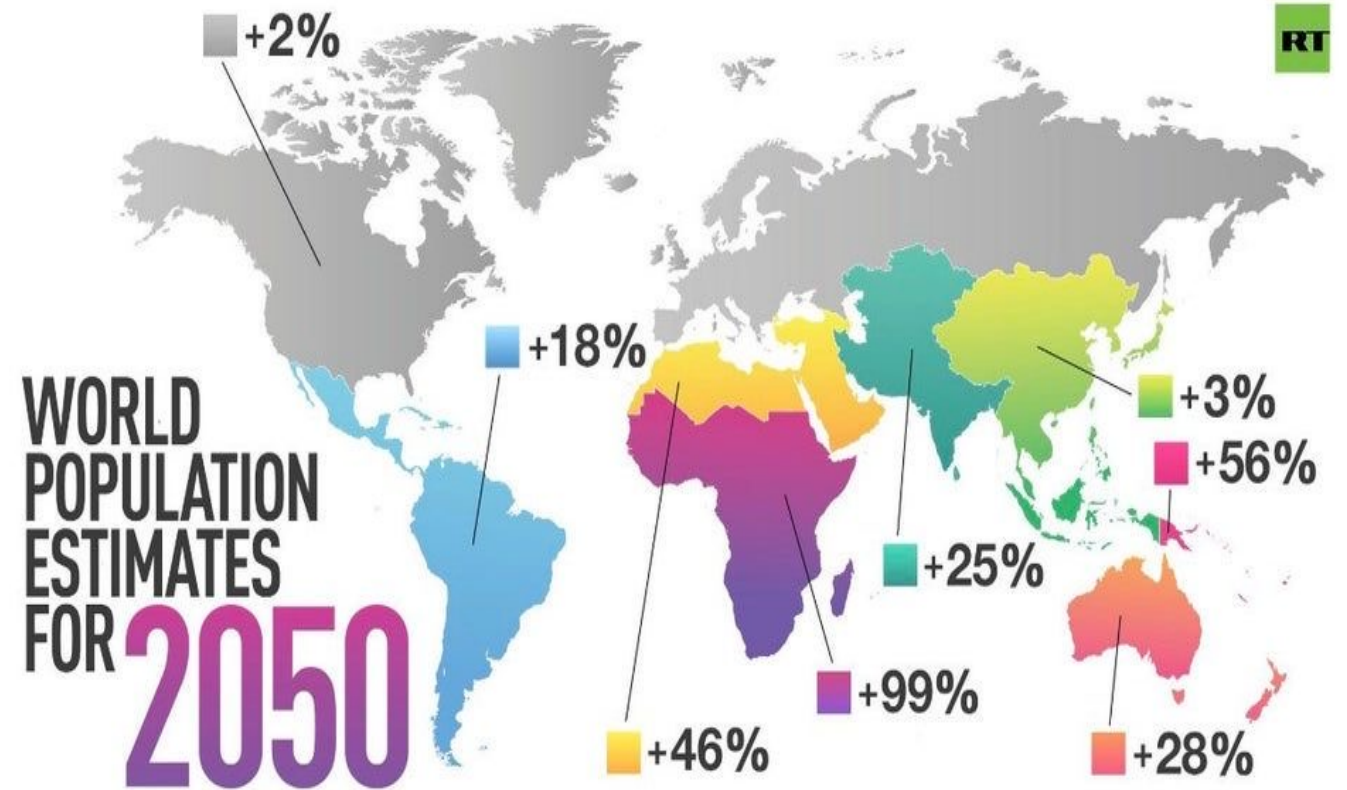 +2%
RT
+18%
WORLD
POPULATION
ESTIMATES
FOR 2050
+3%
+56%
+25%
+99%
+46%
+28%